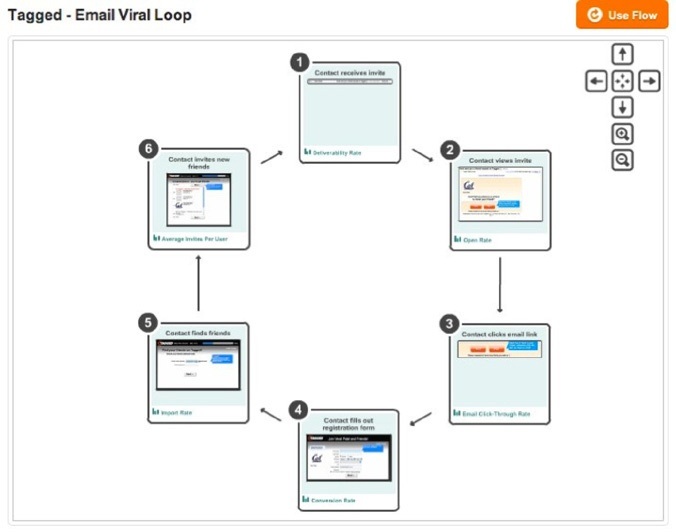 Tagged - Email Viral Loop
Use Flow
1
Contact receives invite
Deliverability Rate
2
Contact views invite
Open Rate
3
Contact clicks email link
Email Click-Through Rate
4
Contact fills out
registration form
Conversion Rate
5
Contact finds friends
Import Rate
6
Contact invites new
friends
Average Invites Per User